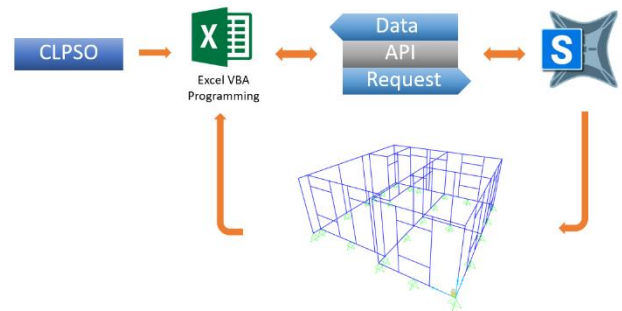 CLPSO
X
Excel VBA
Programming
Data
API
Request
S